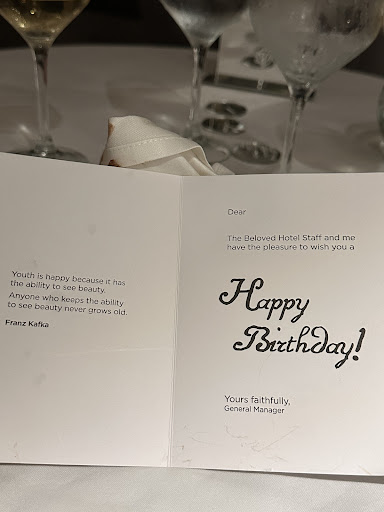 Youth is happy because it has
the ability to see beauty.
Anyone who keeps the ability
to see beauty never grows old.
Franz Kafka
Dear
The Beloved Hotel Staff and me
have the pleasure to wish you a
Happy
Birthday!
Yours faithfully,
General Manager